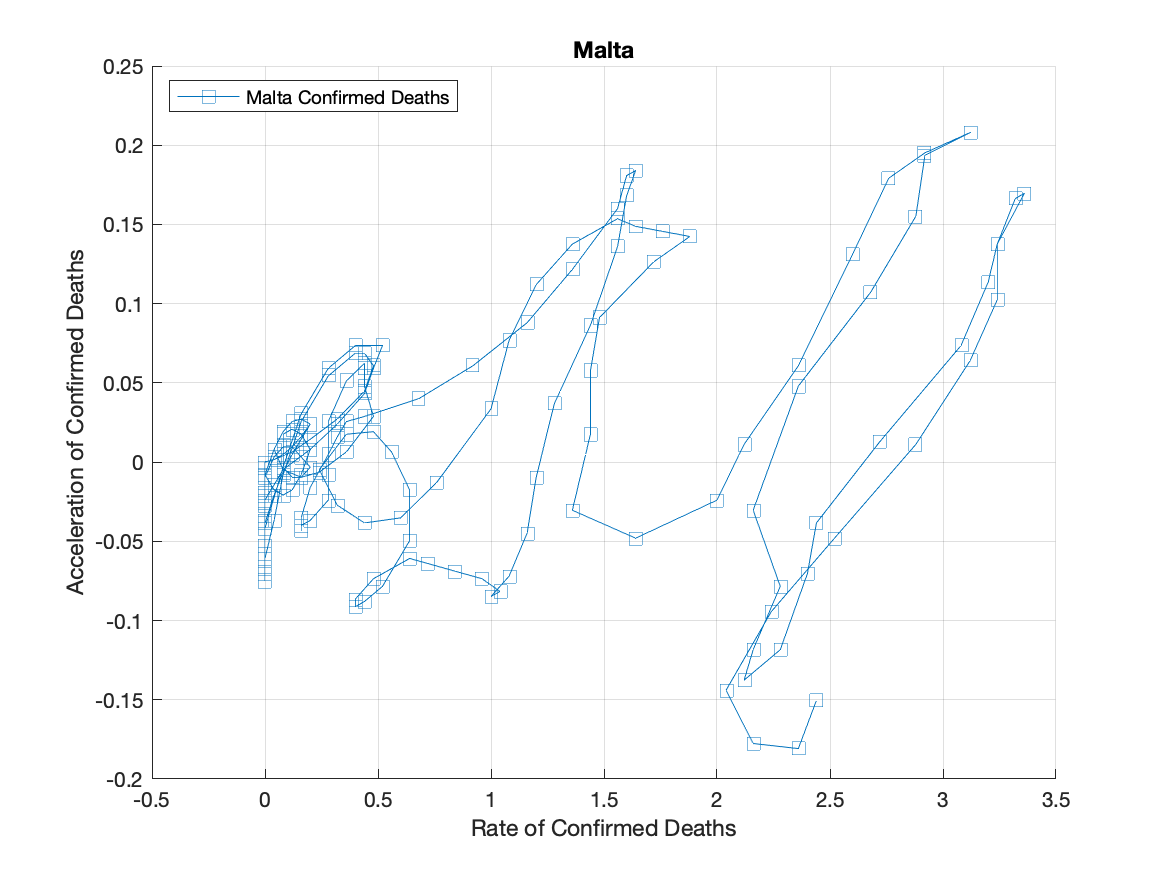 Malta
Malta Confirmed Deaths
0.25
0.2
0.15
0.1
0.05
0
-0.05
-0.1
-0.15
-0.2
Acceleration of Confirmed Deaths
-0.5 0 0.5 1 1.5 2 2.5 3 3.5
Rate of Confirmed Deaths